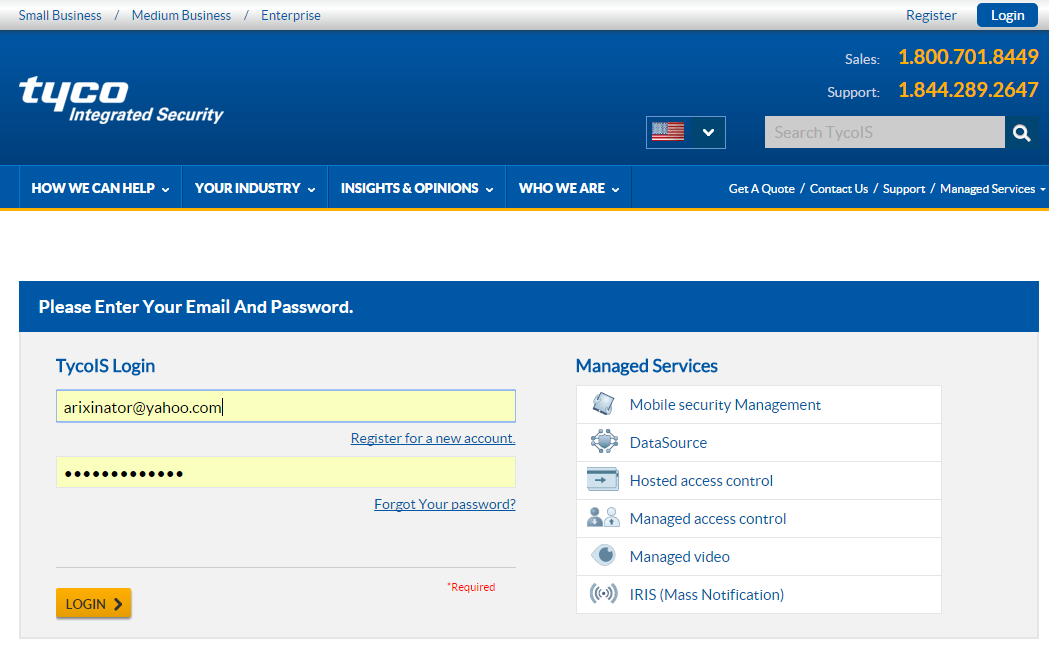 Small Business / Medium Business / Enterprise
Register Login
Sales: 1.800.701.8449
Support: 1.844.289.2647
tyco
Integrated Security
Search TycoIS
HOW WE CAN HELP YOUR INDUSTRY INSIGHTS & OPINIONS WHO WE ARE
Get A Quote / Contact Us / Support / Managed Services
Please Enter Your Email And Password.
TycoIS Login
arixinator@yahoo.com
Register for a new account.
•••••••••••••
Forgot Your password?
*Required
LOGIN
Managed Services
Mobile security Management
DataSource
Hosted access control
Managed access control
Managed video
IRIS (Mass Notification)